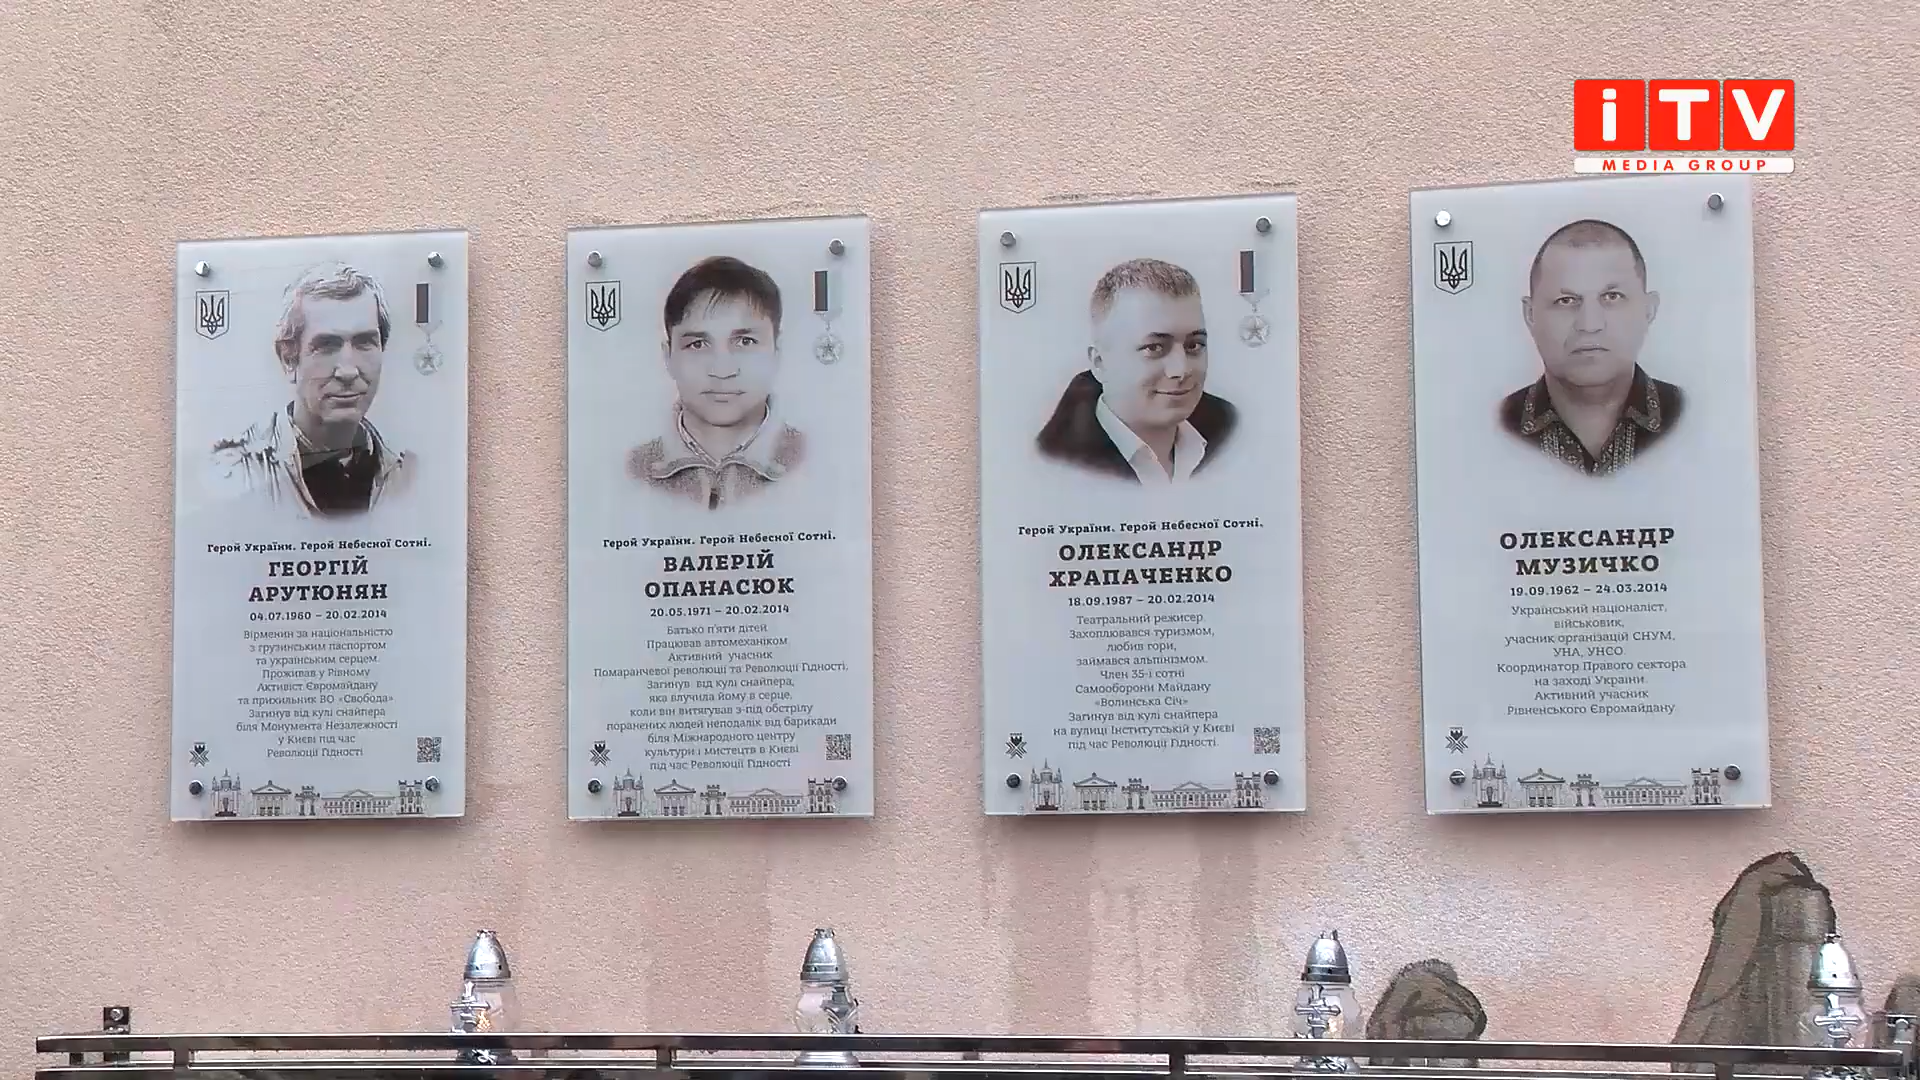 iTV
MEDIA GROUP
Герой України. Герой Небесної Сотні.
ГЕОРГІЙ
АРУТЮНЯН
04.07.1960 – 20.02.2014
Вірменин за національністю
з грузинським паспортом
та українським серцем.
Проживав у Рівному
Активіст Євромайдану
та прихильник ВО «Свобода»
Загинув від кулі снайпера
біля Монумента Незалежності
у Києві під час
Революції Гідності
Герой України. Герой Небесної Сотні.
ВАЛЕРІЙ
ОПАНАСЮК
20.05.1971 – 20.02.2014
Батько п'яти дітей
Працював автомеханіком
Активний учасник
Помаранчевої революції та Революції Гідності,
Загинув від кулі снайпера,
яка влучила йому в серце,
коли він витягував з-під обстрілу
поранених людей неподалік від барикади
біля Міжнародного центру
культури і мистецтв в Києві
під час Революції Гідності
Герой України. Герой Небесної Сотні.
ОЛЕКСАНДР
ХРАПАЧЕНКО
18.09.1987 – 20.02.2014
Театральний режисер
Захоплювався туризмом,
любив гори,
займався альпінізмом.
Член 35-ї сотні
Самооборони Майдану
«Волинська Січ»
Загинув від кулі снайпера
на вулиці Інститутській у Києві
під час Революції Гідності.
ОЛЕКСАНДР
МУЗИЧКО
19.09.1962 – 24.03.2014
Український націоналіст,
військовик,
учасник організацій СНУМ,
УНА, УНСО.
Координатор Правого сектора
на заході України.
Активний учасник
Рівненського Євромайдану